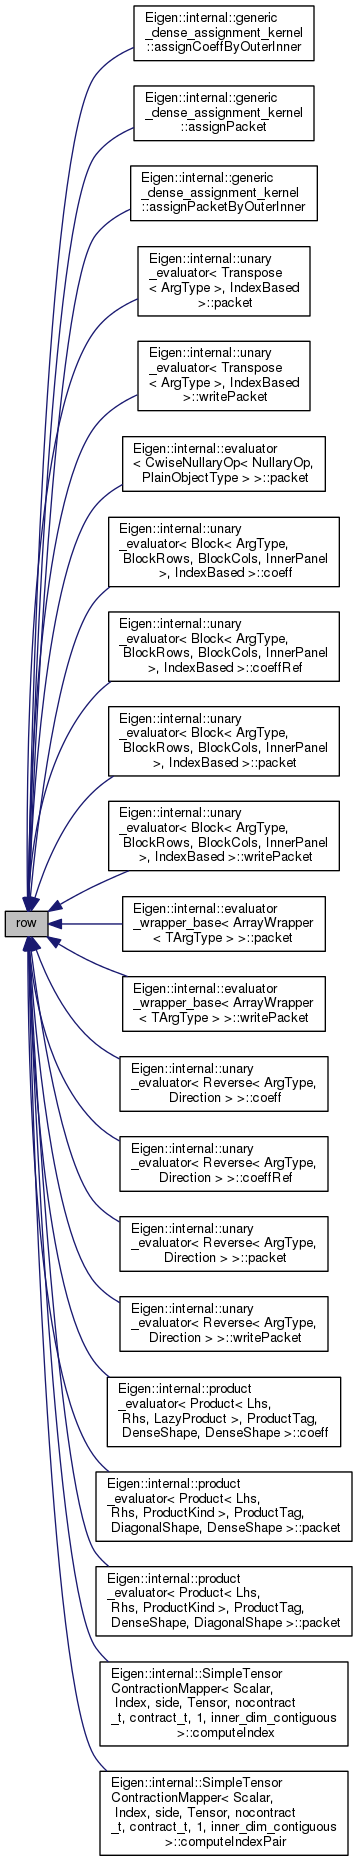 Eigen::internal::generic
_dense_assignment_kernel
::assignCoeffByOuterInner
Eigen::internal::generic
_dense_assignment_kernel
::assignPacket
Eigen::internal::generic
_dense_assignment_kernel
::assignPacketByOuterInner
Eigen::internal::unary
_evaluator< Transpose
< ArgType >, IndexBased
>::packet
Eigen::internal::unary
_evaluator< Transpose
< ArgType >, IndexBased
>::writePacket
Eigen::internal::evaluator
< CwiseNullaryOp< NullaryOp,
PlainObjectType > >::packet
Eigen::internal::unary
_evaluator< Block< ArgType,
BlockRows, BlockCols, InnerPanel
>, IndexBased >::coeff
Eigen::internal::unary
_evaluator< Block< ArgType,
BlockRows, BlockCols, InnerPanel
>, IndexBased >::coeffRef
Eigen::internal::unary
_evaluator< Block< ArgType,
BlockRows, BlockCols, InnerPanel
>, IndexBased >::packet
Eigen::internal::unary
_evaluator< Block< ArgType,
BlockRows, BlockCols, InnerPanel
>, IndexBased >::writePacket
row
Eigen::internal::evaluator
_wrapper_base< ArrayWrapper
< TArgType > >::packet
Eigen::internal::evaluator
_wrapper_base< ArrayWrapper
< TArgType > >::writePacket
Eigen::internal::unary
_evaluator< Reverse< ArgType,
Direction > >::coeff
Eigen::internal::unary
_evaluator< Reverse< ArgType,
Direction > >::coeffRef
Eigen::internal::unary
_evaluator< Reverse< ArgType,
Direction > >::packet
Eigen::internal::unary
_evaluator< Reverse< ArgType,
Direction > >::writePacket
Eigen::internal::product
_evaluator< Product< Lhs,
Rhs, LazyProduct >, ProductTag,
DenseShape, DenseShape >::coeff
Eigen::internal::product
_evaluator< Product< Lhs,
Rhs, ProductKind >, ProductTag,
DiagonalShape, DenseShape >::packet
Eigen::internal::product
_evaluator< Product< Lhs,
Rhs, ProductKind >, ProductTag,
DenseShape, DiagonalShape >::packet
Eigen::internal::SimpleTensor
ContractionMapper< Scalar,
Index, side, Tensor, nocontract
_t, contract_t, 1, inner_dim_contiguous
>::computeIndex
Eigen::internal::SimpleTensor
ContractionMapper< Scalar,
Index, side, Tensor, nocontract
_t, contract_t, 1, inner_dim_contiguous
>::computeIndexPair